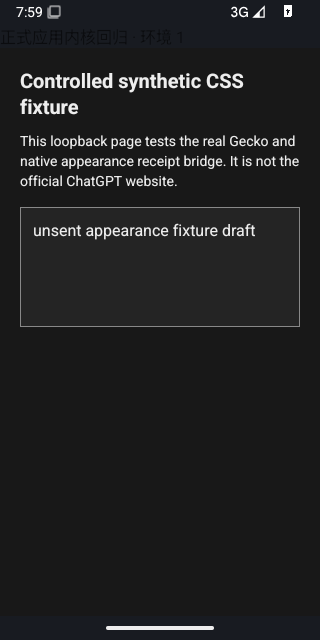 7:59 3G
正式应用内核回归 · 环境 1
Controlled synthetic CSS
fixture
This loopback page tests the real Gecko and
native appearance receipt bridge. It is not the
official ChatGPT website.
unsent appearance fixture draft